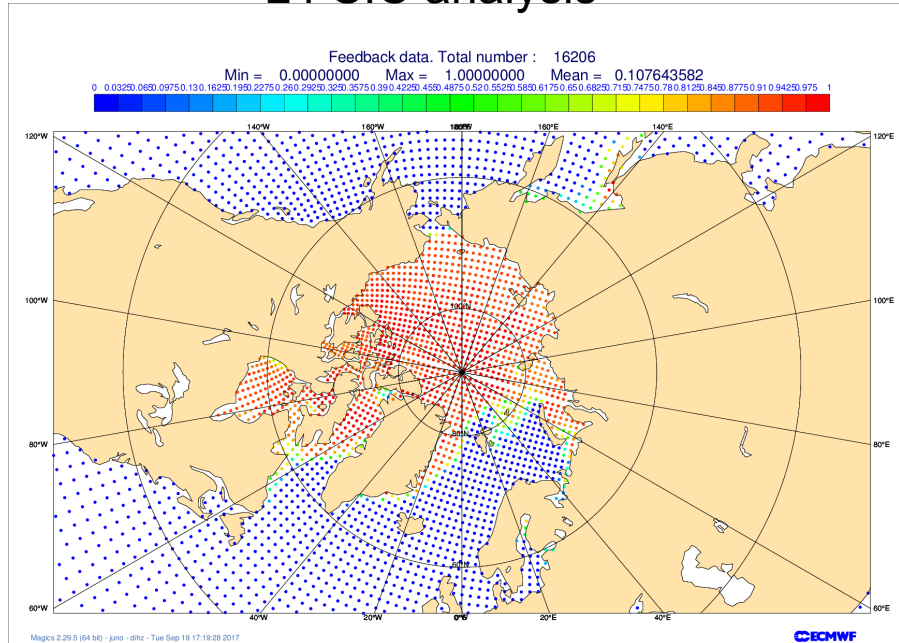 analysis
Feedback data. Total number : 16206
Min = 0.00000000 Max = 1.00000000 Mean = 0.107643582
0 0.0325 0.065 0.0975 0.13 0.1625 0.195 0.2275 0.26 0.2925 0.325 0.3575 0.39 0.4225 0.455 0.4875 0.52 0.5525 0.585 0.6175 0.65 0.6825 0.715 0.7475 0.78 0.8125 0.845 0.8775 0.91 0.9425 0.975 1
140°W 160°W 160°E 140°E
120°W 120°E
100°W 100°E
80°N
80°W 80°E
60°N
60°W 60°E
40°W 20°W 20°E 40°E
Magics 2.29.5 (64 bit) - juno - dihz - Tue Sep 19 17:19:28 2017
ECMWF